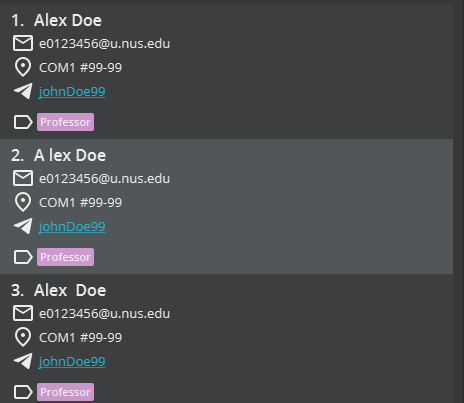 1. Alex Doe
e0123456@u.nus.edu
COM1 #99-99
johnDoe99
Professor
2. A lex Doe
e0123456@u.nus.edu
COM1 #99-99
johnDoe99
Professor
3. Alex  Doe
e0123456@u.nus.edu
COM1 #99-99
johnDoe99
Professor